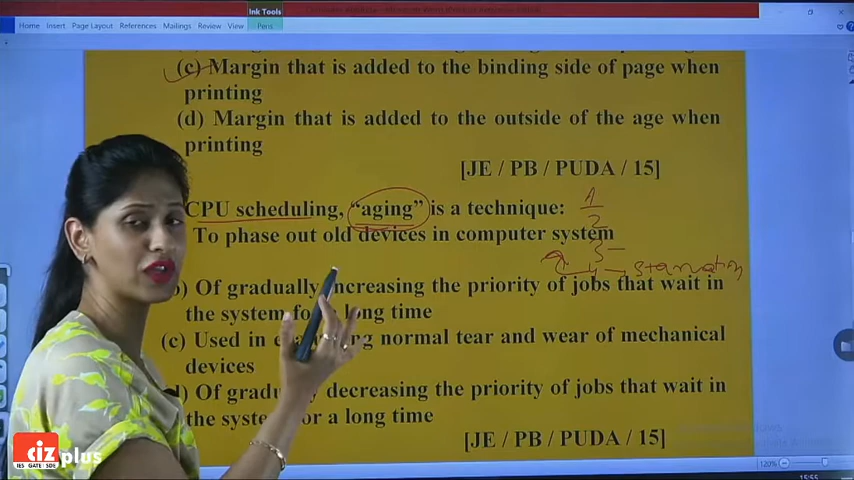 Ink Tools
Home Insert Page Layout References Mailings Review View Pens
(c) Margin that is added to the binding side of page when
printing
(d) Margin that is added to the outside of the age when
printing
[JE / PB / PUDA / 15]
CPU scheduling, "aging" is a technique:
To phase out old devices in computer system
1
2
3
4 → starvation
b) Of gradually increasing the priority of jobs that wait in
the system for long time
(c) Used in normal tear and wear of mechanical
devices
d) Of decreasing the priority of jobs that wait in
the for a long time
[JE / PB / PUDA / 15]
diz
plus
IES GATE SDE
120%
15:55